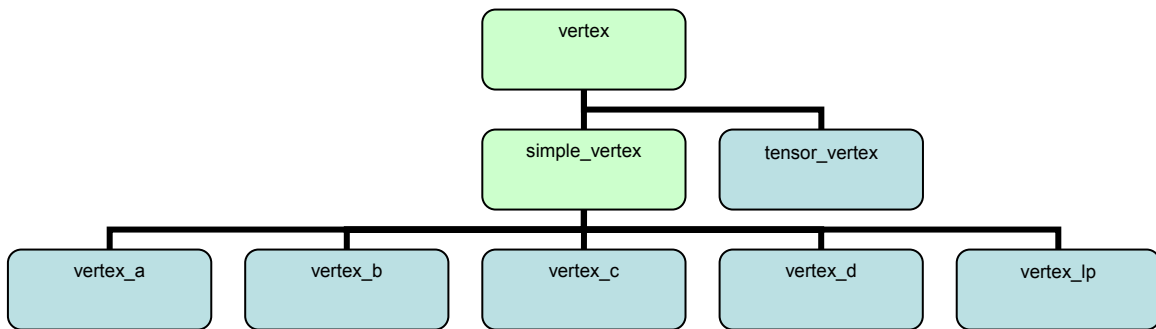 vertex
simple_vertex
tensor_vertex
vertex_a
vertex_b
vertex_c
vertex_d
vertex_lp